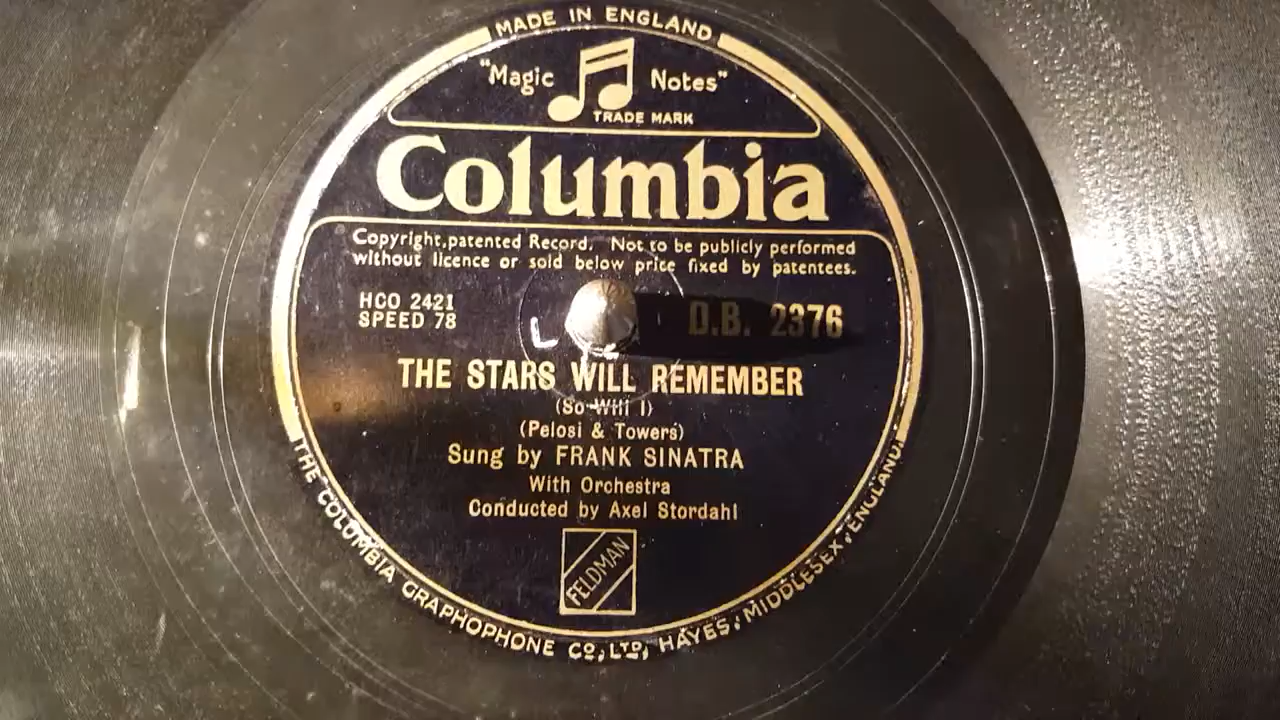 MADE IN ENGLAND
"Magic Notes"
TRADE MARK
Columbia
Copyright,patented Record. Not to be publicly performed
without licence or sold below price fixed by patentees.
HCO 2421
SPEED 78
D.B. 2376
L
THE STARS WILL REMEMBER
(So Will I)
(Pelosi & Towers)
Sung by FRANK SINATRA
With Orchestra
Conducted by Axel Stordahl
FELDMAN
THE COLUMBIA GRAPHOPHONE CO., LTD, HAYES, MIDDLESEX, ENGLAND.